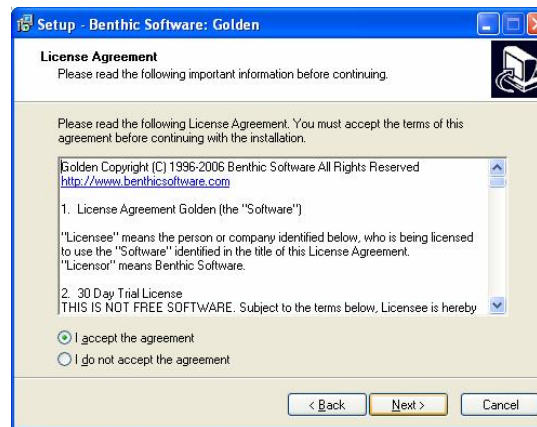 Setup - Benthic Software: Golden
License Agreement
Please read the following important information before continuing.
Please read the following License Agreement. You must accept the terms of this
agreement before continuing with the installation.
Golden Copyright (C) 1996-2006 Benthic Software All Rights Reserved
http://www.benthicsoftware.com
1. License Agreement Golden (the "Software")
"Licensee" means the person or company identified below, who is being licensed
to use the "Software" identified in the title of this License Agreement.
"Licensor" means Benthic Software.
2. 30 Day Trial License
THIS IS NOT FREE SOFTWARE. Subject to the terms below, Licensee is hereby
I accept the agreement
I do not accept the agreement
< Back
Next >
Cancel